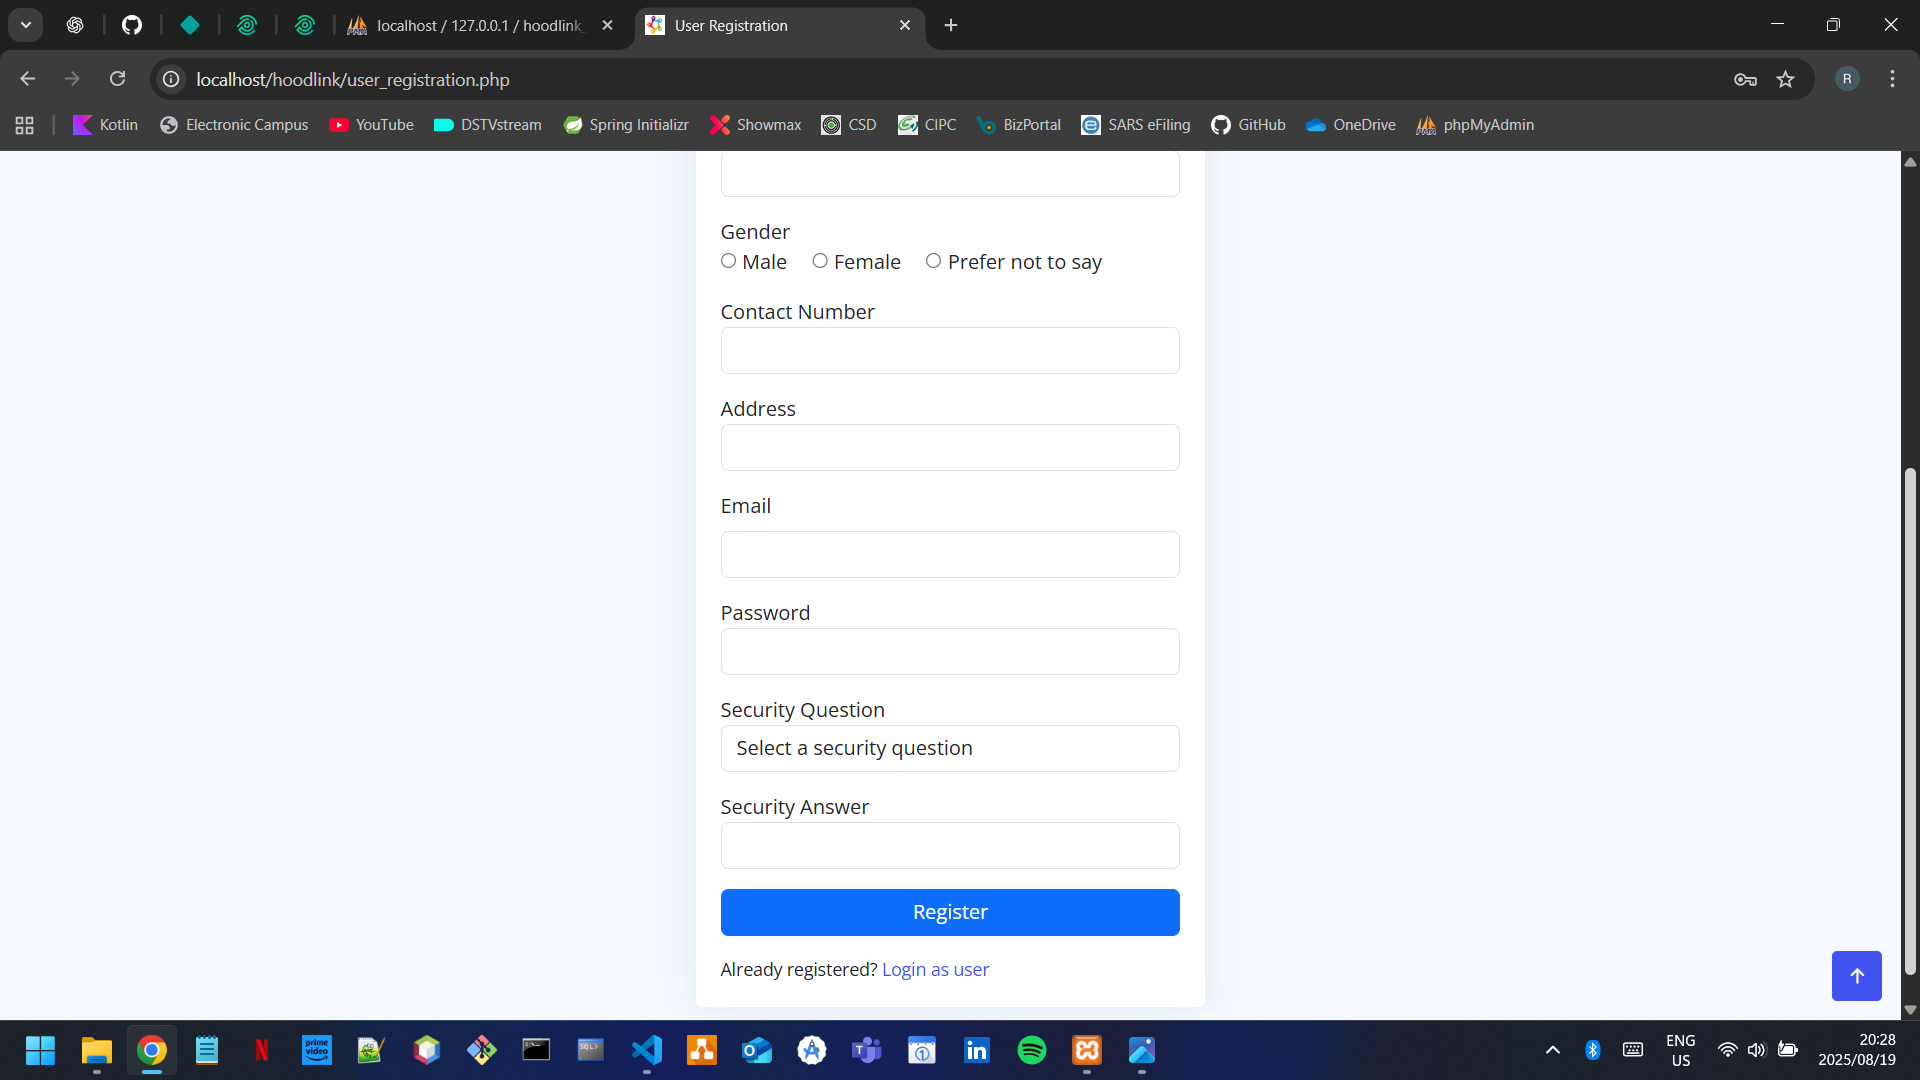 localhost / 127.0.0.1 / hoodlink_
User Registration
localhost/hoodlink/user_registration.php
R
Kotlin
Electronic Campus
YouTube
DSTVstream
Spring Initializr
Showmax
CSD
CIPC
BizPortal
SARS eFiling
GitHub
OneDrive
phpMyAdmin
Gender
Male
Female
Prefer not to say
Contact Number
Address
Email
Password
Security Question
Select a security question
Security Answer
Register
Already registered? Login as user
prime video
ENG
US
20:28
2025/08/19